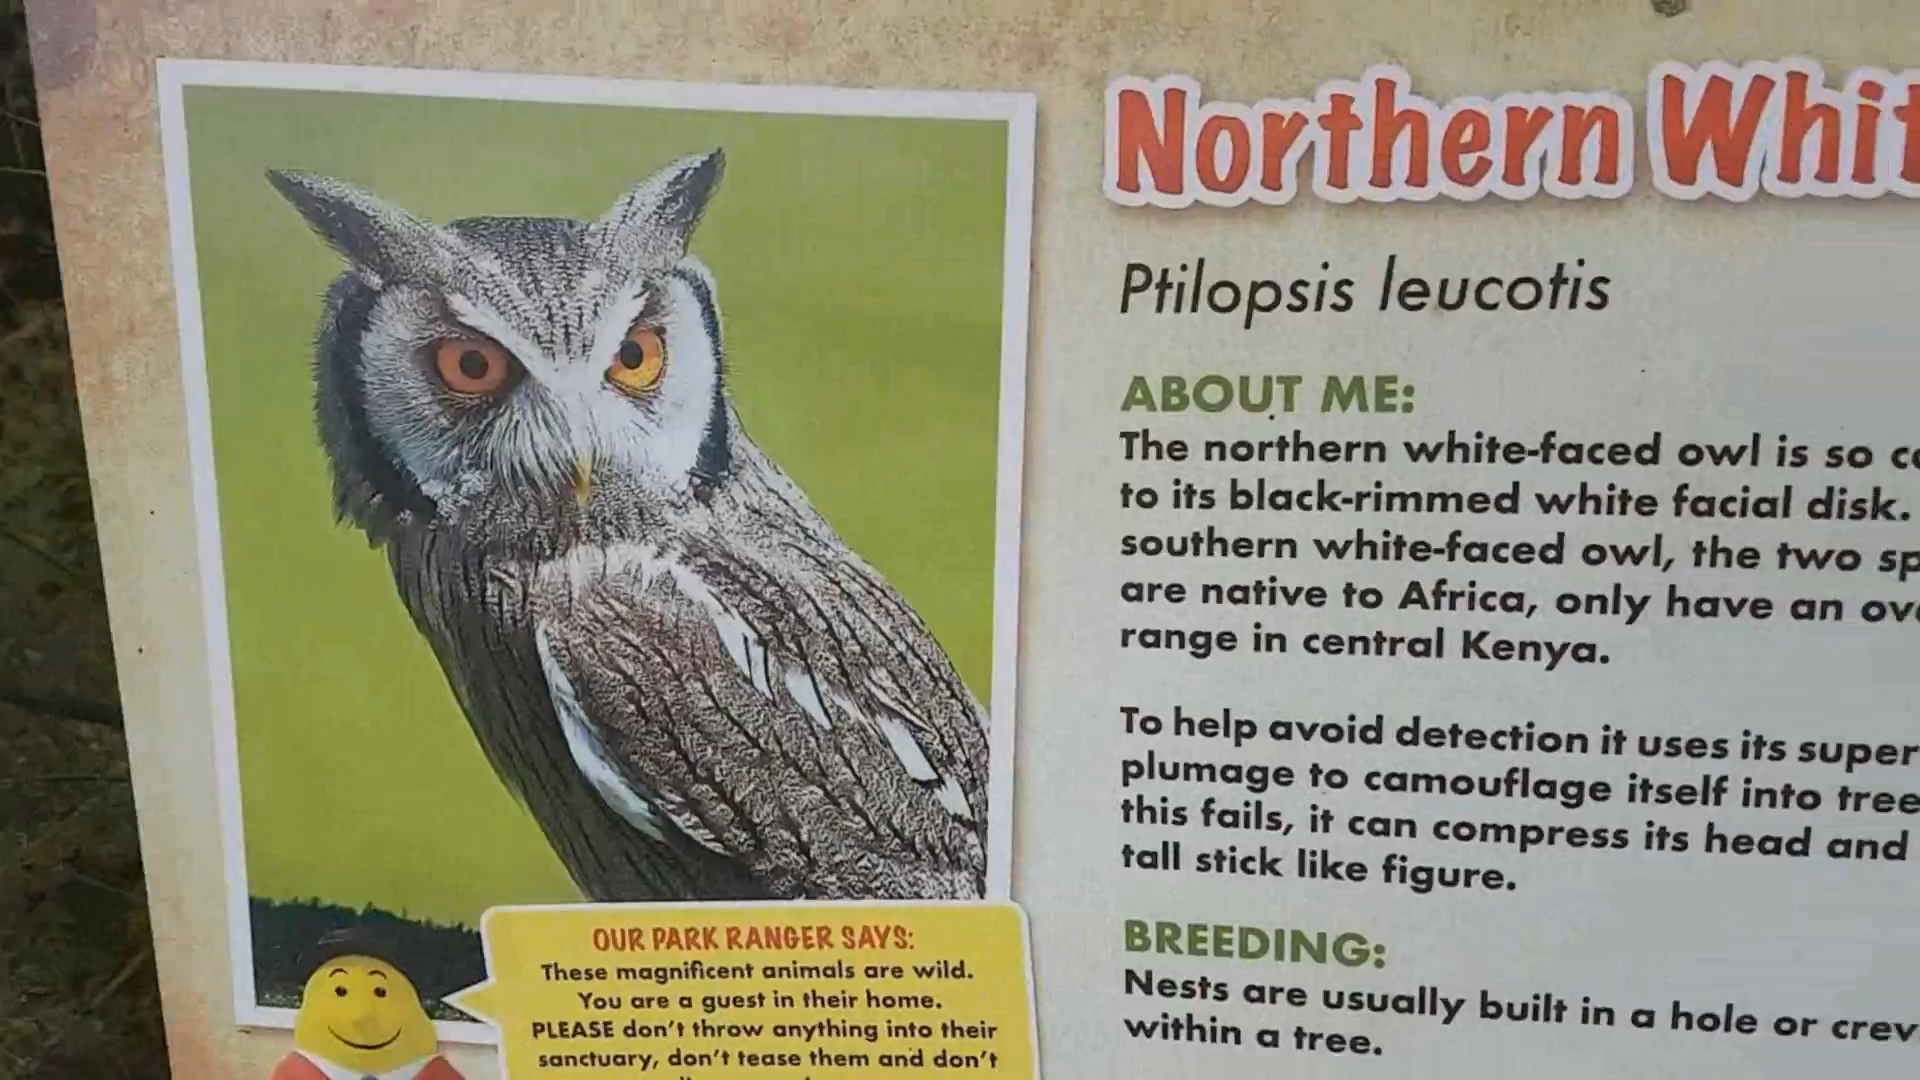 Northern Whit
Ptilopsis leucotis
ABOUT ME:
The northern white-faced owl is so
to its black-rimmed white facial disk.
southern white-faced owl, the two sp
are native to Africa, only have an
range in central Kenya.
To help avoid detection it uses its super
plumage to camouflage itself into tree
this fails, it can compress its head and
tall stick like figure.
BREEDING:
Nests are usually built in a hole or crev
within a tree.
OUR PARK RANGER SAYS:
These magnificent animals are wild.
You are a guest in their home.
PLEASE don't throw anything into their
sanctuary, don't tease them and don't